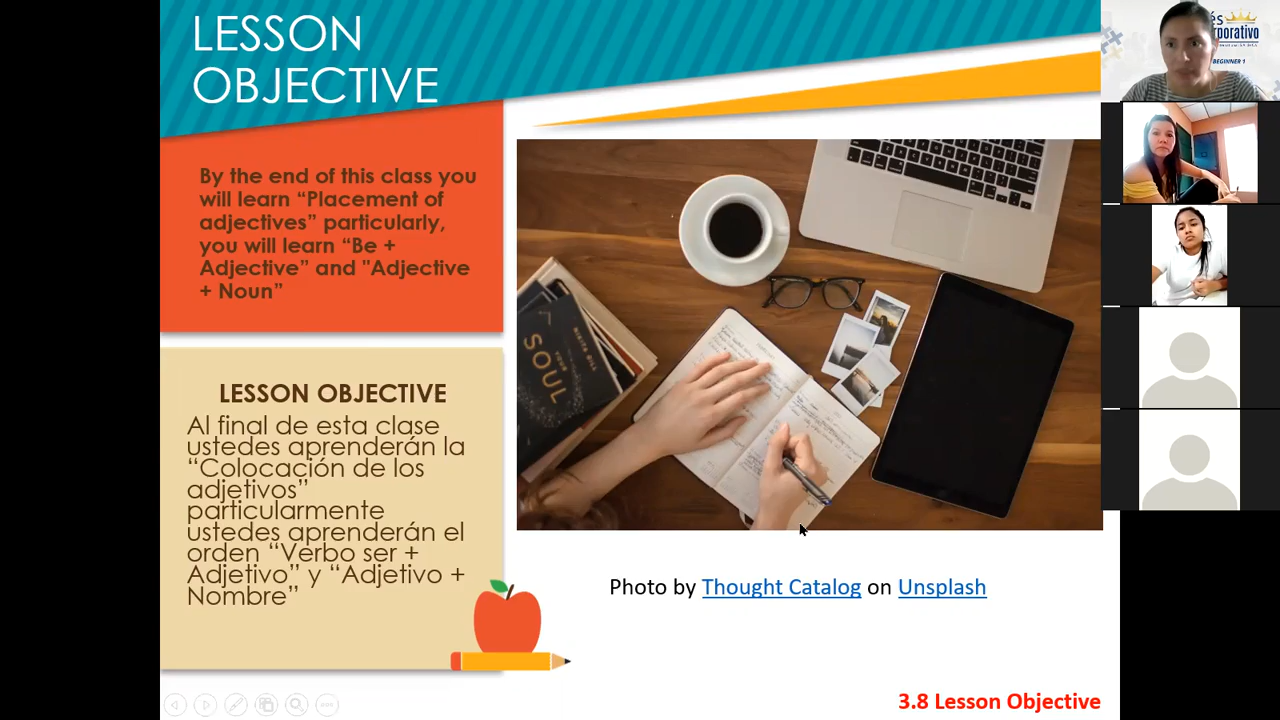 LESSON
OBJECTIVE
By the end of this class you
will learn “Placement of
adjectives” particularly,
you will learn “Be +
Adjective” and "Adjective
+ Noun”
LESSON OBJECTIVE
Al final de esta clase
ustedes aprenderán la
“Colocación de los
adjetivos”
particularmente
ustedes aprenderán el
orden “Verbo ser +
Adjetivo” y “Adjetivo +
Nombre”
SOUL
Photo by Thought Catalog on Unsplash
3.8 Lesson Objective
BEGINNER 1